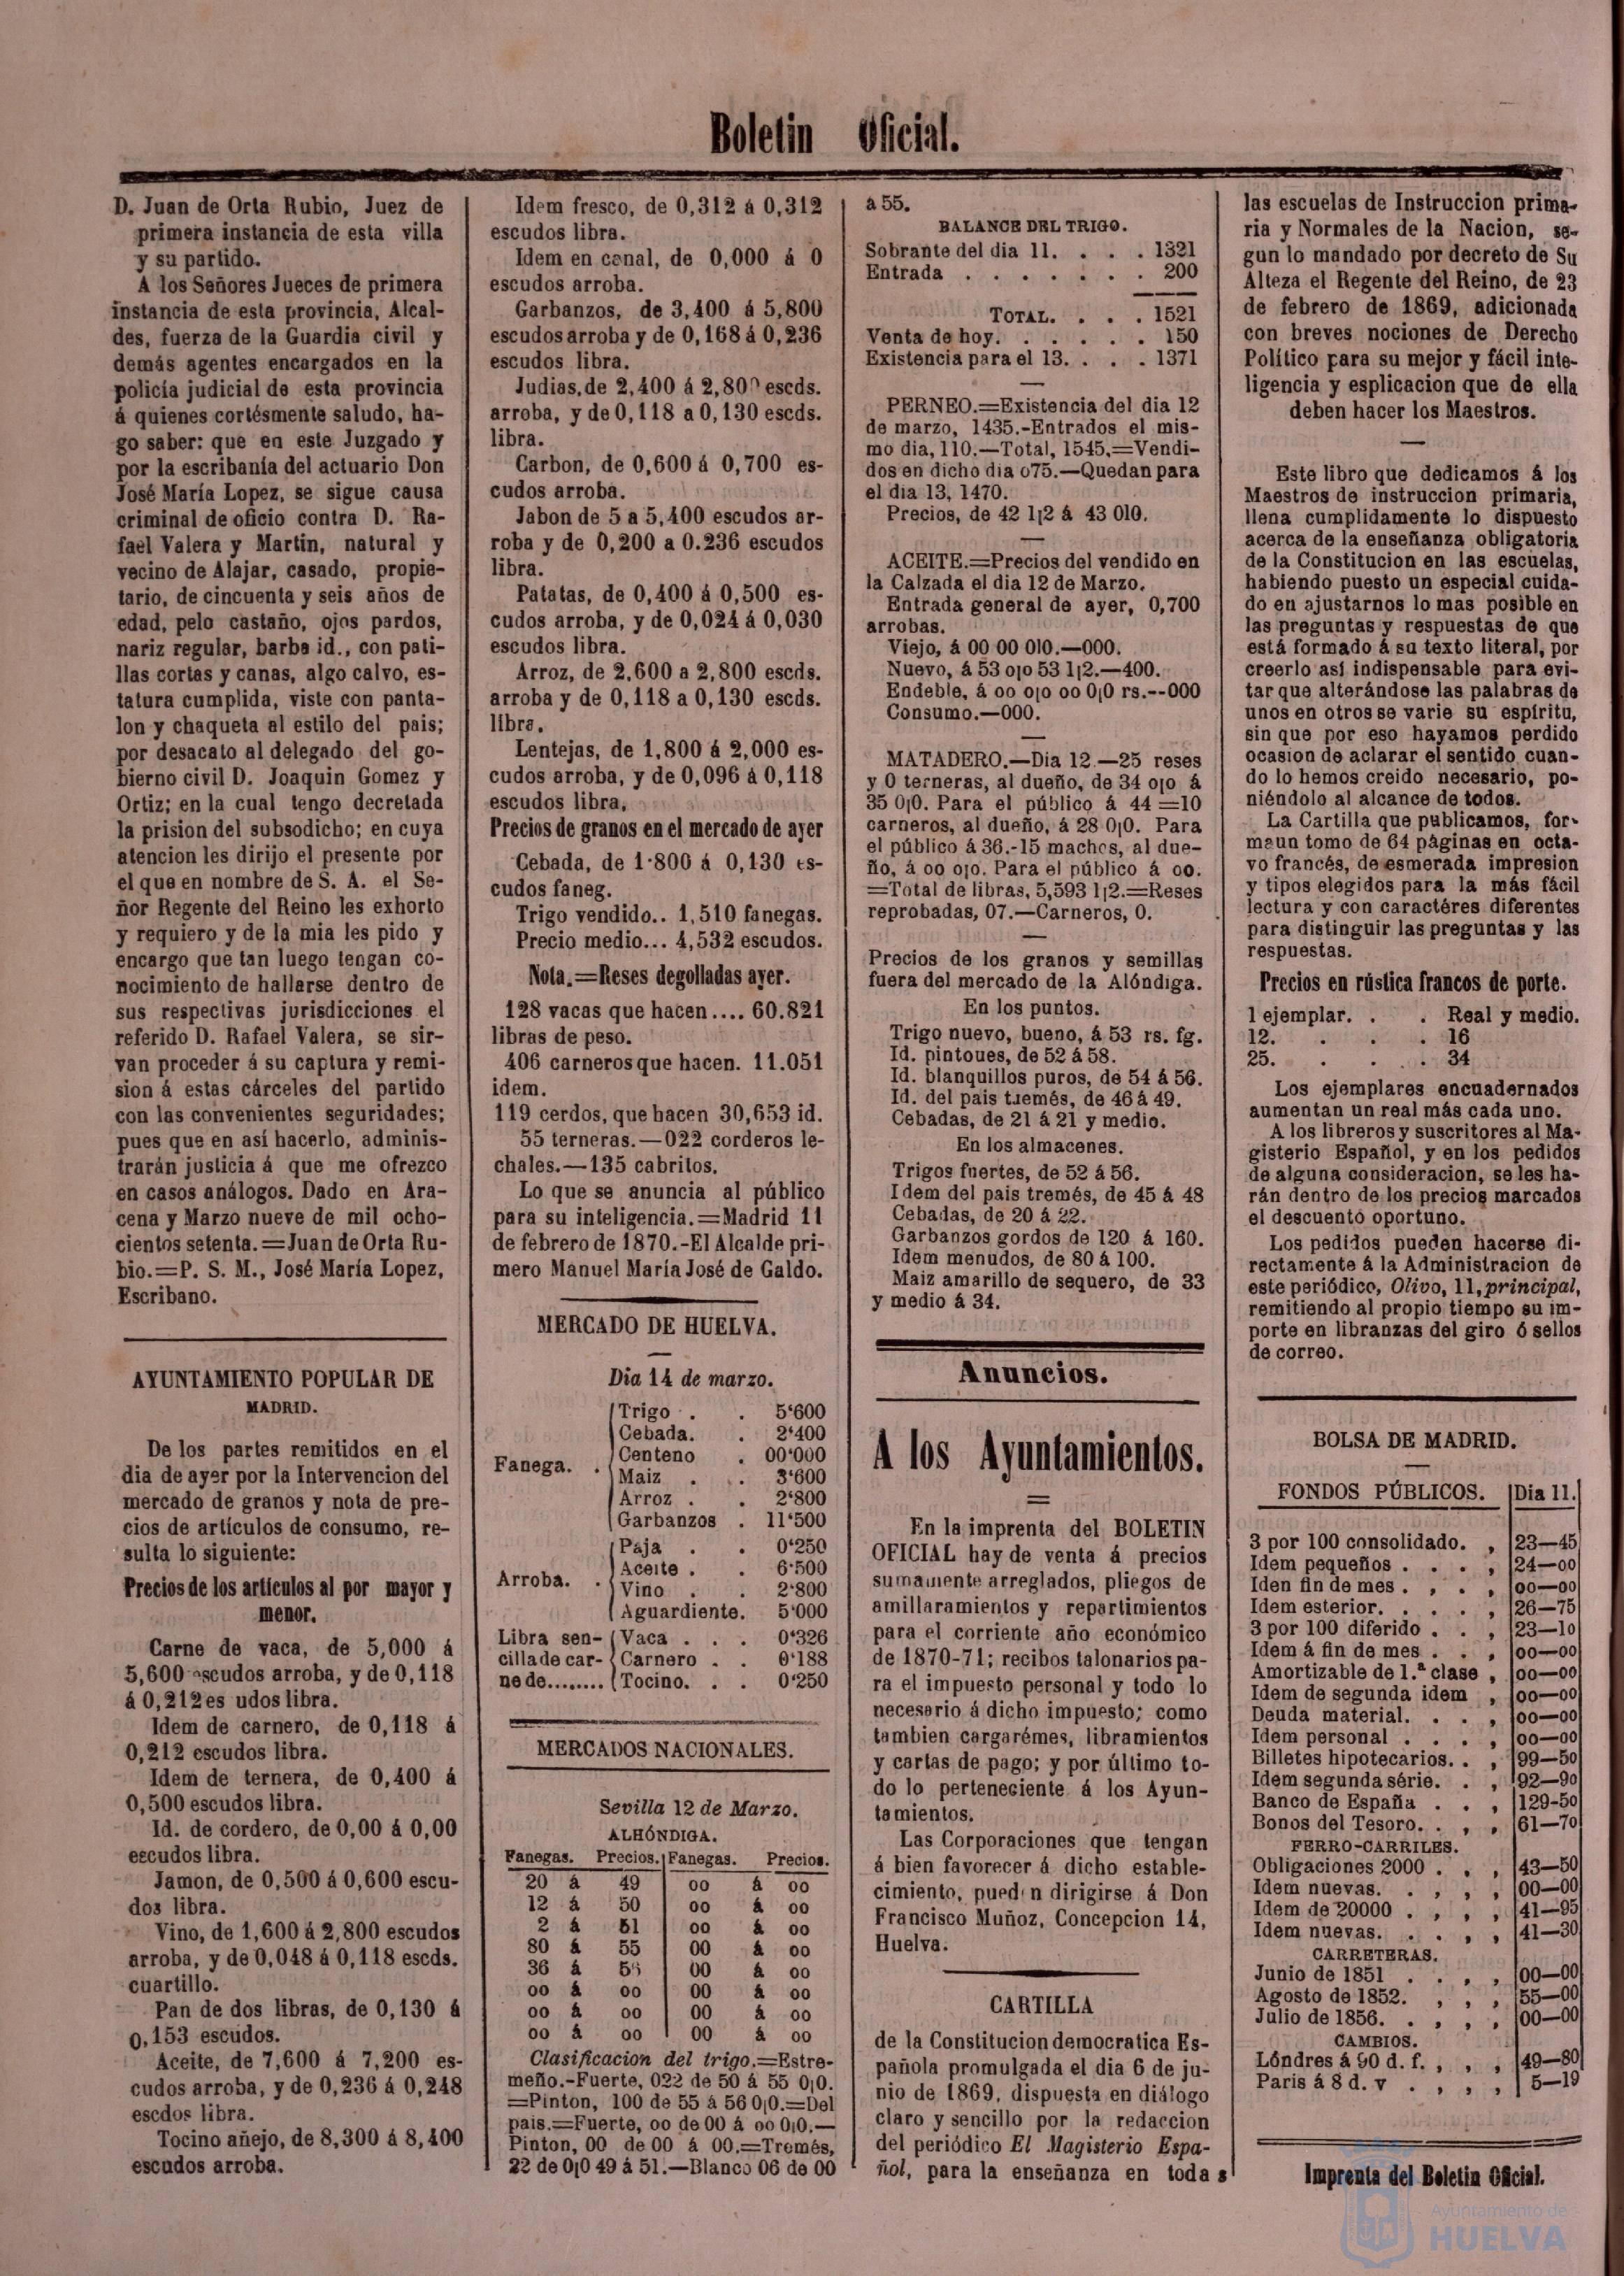 Boletin Oficial.
D. Juan de Orta Rubio, Juez de
primera instancia de esta villa
y su partido.
A los Señores Jueces de primera
instancia de esta provincia, Alcal-
des, fuerza de la Guardia civil y
demás agentes encargados en la
policía judicial de esta provincia
á quienes cortésmente saludo, ha-
go saber: que en este Juzgado y
por la escribanía del actuario Don
José María Lopez, se sigue causa
criminal de oficio contra D. Ra-
fael Valera y Martin, natural y
vecino de Alajar, casado, propie-
tario, de cincuenta y seis años de
edad, pelo castaño, ojos pardos,
nariz regular, barba id., con pati-
llas cortas y canas, algo calvo, es-
tatura cumplida, viste con panta-
lon y chaqueta al estilo del pais;
por desacato al delegado del go-
bierno civil D. Joaquin Gomez y
Ortiz; en la cual tengo decretada
la prision del subsodicho; en cuya
atencion les dirijo el presente por
el que en nombre de S. A. el Se-
ñor Regente del Reino les exhorto
y requiero y de la mia les pido y
encargo que tan luego tengan co-
nocimiento de hallarse dentro de
sus respectivas jurisdicciones el
referido D. Rafael Valera, se sir-
van proceder á su captura y remi-
sion á estas cárceles del partido
con las convenientes seguridades;
pues que en así hacerlo, adminis-
trarán justicia á que me ofrezco
en casos análogos. Dado en Ara-
cena y Marzo nueve de mil ocho-
cientos setenta.=Juan de Orta Ru-
bio.=P. S. M., José María Lopez,
Escribano.
AYUNTAMIENTO POPULAR DE
MADRID.
De los partes remitidos en el
dia de ayer por la Intervencion del
mercado de granos y nota de pre-
cios de artículos de consumo, re-
sulta lo siguiente:
Precios de los artículos al por mayor y
menor.
Carne de vaca, de 5,000 á
5,600 escudos arroba, y de 0,118
á 0,212 es udos libra.
Idem de carnero, de 0,118 á
0,212 escudos libra.
Idem de ternera, de 0,400 á
0,500 escudos libra.
Id. de cordero, de 0,00 á 0,00
escudos libra.
Jamon, de 0,500 á 0,600 escu-
dos libra.
Vino, de 1,600 á 2,800 escudos
arroba, y de 0,048 á 0,118 escds.
cuartillo.
Pan de dos libras, de 0,130 á
0,153 escudos.
Aceite, de 7,600 á 7,200 es-
cudos arroba, y de 0,236 á 0,248
escdos libra.
Tocino añejo, de 8,300 á 8,400
escudos arroba.
Idem fresco, de 0,312 á 0,312
escudos libra.
Idem en canal, de 0,000 á 0
escudos arroba.
Garbanzos, de 3,400 á 5,800
escudos arroba y de 0,168 á 0,236
escudos libra.
Judias, de 2,400 á 2,800 escds.
arroba, y de 0,118 a 0,130 escds.
libra.
Carbon, de 0,600 á 0,700 es-
cudos arroba.
Jabon de 5 a 5,400 escudos ar-
roba y de 0,200 a 0.236 escudos
libra.
Patatas, de 0,400 á 0,500 es-
cudos arroba, y de 0,024 á 0,030
escudos libra.
Arroz, de 2,600 a 2,800 escds.
arroba y de 0,118 a 0,130 escds.
libra.
Lentejas, de 1,800 á 2,000 es-
cudos arroba, y de 0,096 á 0,118
escudos libra,
Precios de granos en el mercado de ayer
Cebada, de 1·800 á 0,130 es-
cudos faneg.
Trigo vendido.. 1,510 fanegas.
Precio medio... 4,532 escudos.
Nota.=Reses degolladas ayer.
128 vacas que hacen.... 60.821
libras de peso.
406 carneros que hacen. 11.051
idem.
119 cerdos, que hacen 30,653 id.
55 terneras.—022 corderos le-
chales.—135 cabritos.
Lo que se anuncia al público
para su inteligencia.=Madrid 11
de febrero de 1870.-El Alcalde pri-
mero Manuel María José de Galdo.
MERCADO DE HUELVA.
Dia 14 de marzo.
Trigo . . 5‘600
Cebada. . 2‘400
Centeno . 00‘000
Fanega. . Maiz . . 3‘600
Arroz . . 2‘800
Garbanzos . 11‘500
Paja . . 0‘250
Arroba. . Aceite . . 6·500
Vino . . 2‘800
Aguardiente. 5‘000
Libra sen- Vaca . . . 0‘326
cilla de car- Carnero . . 0‘188
ne de........ Tocino. . . 0‘250
MERCADOS NACIONALES.
Sevilla 12 de Marzo.
ALHÓNDIGA.
Fanegas. Precios. Fanegas. Precios.
20 á 49 oo á oo
12 á 50 oo á oo
2 á 51 oo á oo
80 á 55 00 á oo
36 á 00 á oo
oo á oo 00 á oo
oo á oo 00 á oo
oo á oo 00 á oo
Clasificacion del trigo.=Estre-
meño.-Fuerte, 022 de 50 á 55 0¡0.
=Pinton, 100 de 55 á 56 0¡0.=Del
pais.=Fuerte, oo de 00 á oo 0¡0.—
Pinton, 00 de 00 á 00.=Tremés,
22 de 0¡0 49 á 51.—Blanco 06 de 00
a 55.
BALANCE DEL TRIGO.
Sobrante del dia 11. . . . 1321
Entrada . . . . . . . 200
TOTAL. . . . 1521
Venta de hoy. . . . . . 150
Existencia para el 13. . . . 1371
PERNEO.=Existencia del dia 12
de marzo, 1435.-Entrados el mis-
mo dia, 110.—Total, 1545,=Vendi-
dos en dicho dia o75.—Quedan para
el dia 13, 1470.
Precios, de 42 1¡2 á 43 010.
ACEITE.=Precios del vendido en
la Calzada el dia 12 de Marzo.
Entrada general de ayer, 0,700
arrobas.
Viejo, á 00 00 010.—000.
Nuevo, á 53 o¡o 53 1¡2.—400.
Endeble, á oo o¡o oo 0¡0 rs.--000
Consumo.—000.
MATADERO.—Dia 12.—25 reses
y 0 terneras, al dueño, de 34 o¡o á
35 0¡0. Para el público á 44=10
carneros, al dueño, á 28 0¡0. Para
el público á 36.-15 machos, al due-
ño, á oo o¡o. Para el público á oo.
=Total de libras, 5,593 1¡2.=Reses
reprobadas, 07.—Carneros, 0.
Precios de los granos y semillas
fuera del mercado de la Alóndiga.
En los puntos.
Trigo nuevo, bueno, á 53 rs. fg.
Id. pintoues, de 52 á 58.
Id. blanquillos puros, de 54 á 56.
Id. del pais tremés, de 46 á 49.
Cebadas, de 21 á 21 y medio.
En los almacenes.
Trigos fuertes, de 52 á 56.
Idem del pais tremés, de 45 á 48
Cebadas, de 20 á 22.
Garbanzos gordos de 120 á 160.
Idem menudos, de 80 á 100.
Maiz amarillo de sequero, de 33
y medio á 34.
Anuncios.
A los Ayuntamientos.
En la imprenta del BOLETIN
OFICIAL hay de venta á precios
sumamente arreglados, pliegos de
amillaramientos y repartimientos
para el corriente año económico
de 1870-71; recibos talonarios pa-
ra el impuesto personal y todo lo
necesario á dicho impuesto; como
tambien cargarémes, libramientos
y cartas de pago; y por último to-
do lo perteneciente á los Ayun-
tamientos.
Las Corporaciones que tengan
á bien favorecer á dicho estable-
cimiento, pued n dirigirse á Don
Francisco Muñoz, Concepcion 14,
Huelva.
CARTILLA
de la Constitucion democratica Es-
pañola promulgada el dia 6 de ju-
nio de 1869, dispuesta en diálogo
claro y sencillo por la redaccion
del periódico El Magisterio Espa-
ñol, para la enseñanza en toda s
las escuelas de Instruccion prima-
ria y Normales de la Nacion, se-
gun lo mandado por decreto de Su
Alteza el Regente del Reino, de 23
de febrero de 1869, adicionada
con breves nociones de Derecho
Político para su mejor y fácil inte-
ligencia y esplicacion que de ella
deben hacer los Maestros.
Este libro que dedicamos á los
Maestros de instruccion primaria,
llena cumplidamente lo dispuesto
acerca de la enseñanza obligatoria
de la Constitucion en las escuelas,
habiendo puesto un especial cuida-
do en ajustarnos lo mas posible en
las preguntas y respuestas de que
está formado á su texto literal, por
creerlo así indispensable para evi-
tar que alterándose las palabras de
unos en otros se varie su espíritu,
sin que por eso hayamos perdido
ocasion de aclarar el sentido cuan-
do lo hemos creido necesario, po-
niéndolo al alcance de todos.
La Cartilla que publicamos, for-
ma un tomo de 64 páginas en octa-
vo francés, de esmerada impresion
y tipos elegidos para la más fácil
lectura y con caractéres diferentes
para distinguir las preguntas y las
respuestas.
Precios en rústica francos de porte.
1 ejemplar. . . Real y medio.
12. . . . 16
25. . . . 34
Los ejemplares encuadernados
aumentan un real más cada uno.
A los libreros y suscritores al Ma-
gisterio Español, y en los pedidos
de alguna consideracion, se les ha-
rán dentro de los precios marcados
el descuento oportuno.
Los pedidos pueden hacerse di-
rectamente á la Administracion de
este periódico, Olivo, 11, principal,
remitiendo al propio tiempo su im-
porte en libranzas del giro ó sellos
de correo.
BOLSA DE MADRID.
FONDOS PÚBLICOS. Dia 11.
3 por 100 consolidado. , 23—45
Idem pequeños . . . , 24—oo
Iden fin de mes . , . , oo—oo
Idem esterior. . . . , 26—75
3 por 100 diferido . . , 23—10
Idem á fin de mes . . , oo—oo
Amortizable de 1.ª clase , oo—oo
Idem de segunda idem , oo—oo
Deuda material. . . , oo—oo
Idem personal . . . , oo—oo
Billetes hipotecarios. . , 99—50
Idem segunda série. . , 92—90
Banco de España . . , 129-50
Bonos del Tesoro. . , , 61—70
FERRO-CARRILES.
Obligaciones 2000 . , , 43—50
Idem nuevas. . , , , 00—00
Idem de 20000 . , , , 41—95
Idem nuevas. . . , , 41—30
CARRETERAS.
Junio de 1851 . . , , 00—00
Agosto de 1852. , , , 55—00
Julio de 1856. . , , , 00—00
CAMBIOS.
Lóndres á 90 d. f. , , , 49—80
Paris á 8 d. v . , , , 5—19
Imprenta del Boletin Oficial.
Ayuntamiento de
HUELVA